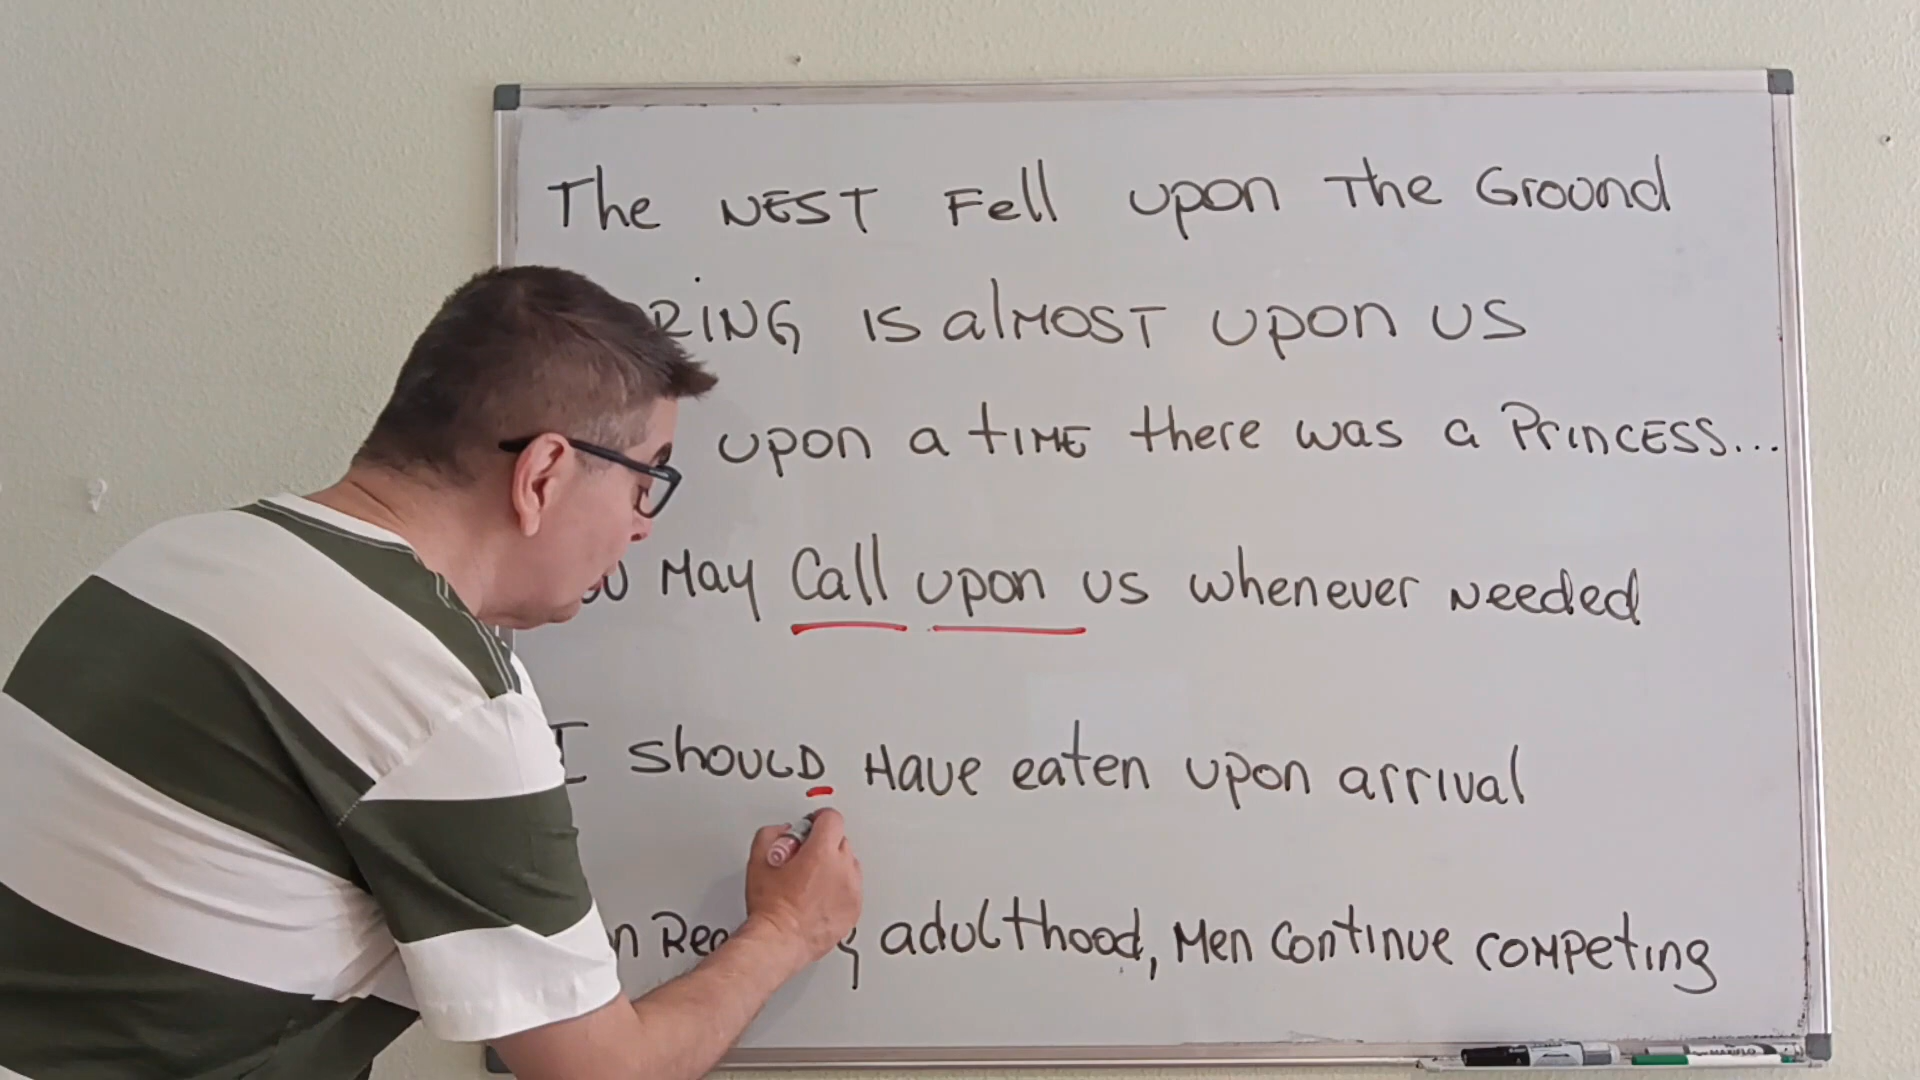 The NEST Fell upon The Ground
RiNG is alMOST upon us
upon a tIME there was a PrINCESS...
May Call upon us whenever needed
I shouLD Have eaten upon arrival
adulthood, Men Continue COMPeting